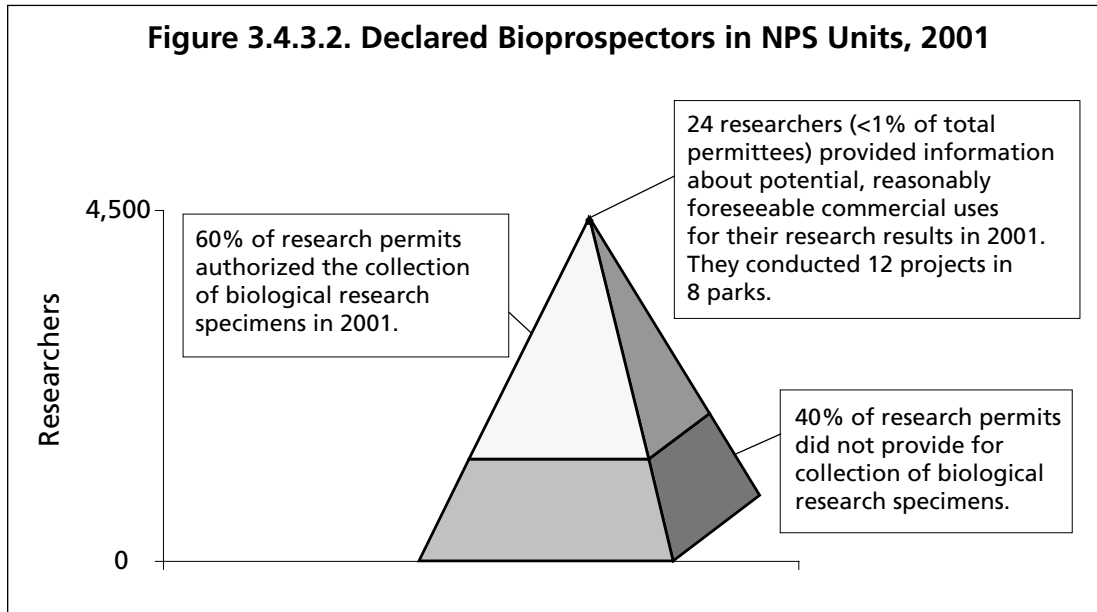 Figure 3.4.3.2. Declared Bioprospectors in NPS Units, 2001
24 researchers (<1% of total
permittees) provided information
about potential, reasonably
foreseeable commercial uses
for their research results in 2001.
They conducted 12 projects in
8 parks.
4,500
60% of research permits
authorized the collection
of biological research
specimens in 2001.
Researchers
40% of research permits
did not provide for
collection of biological
research specimens.
0